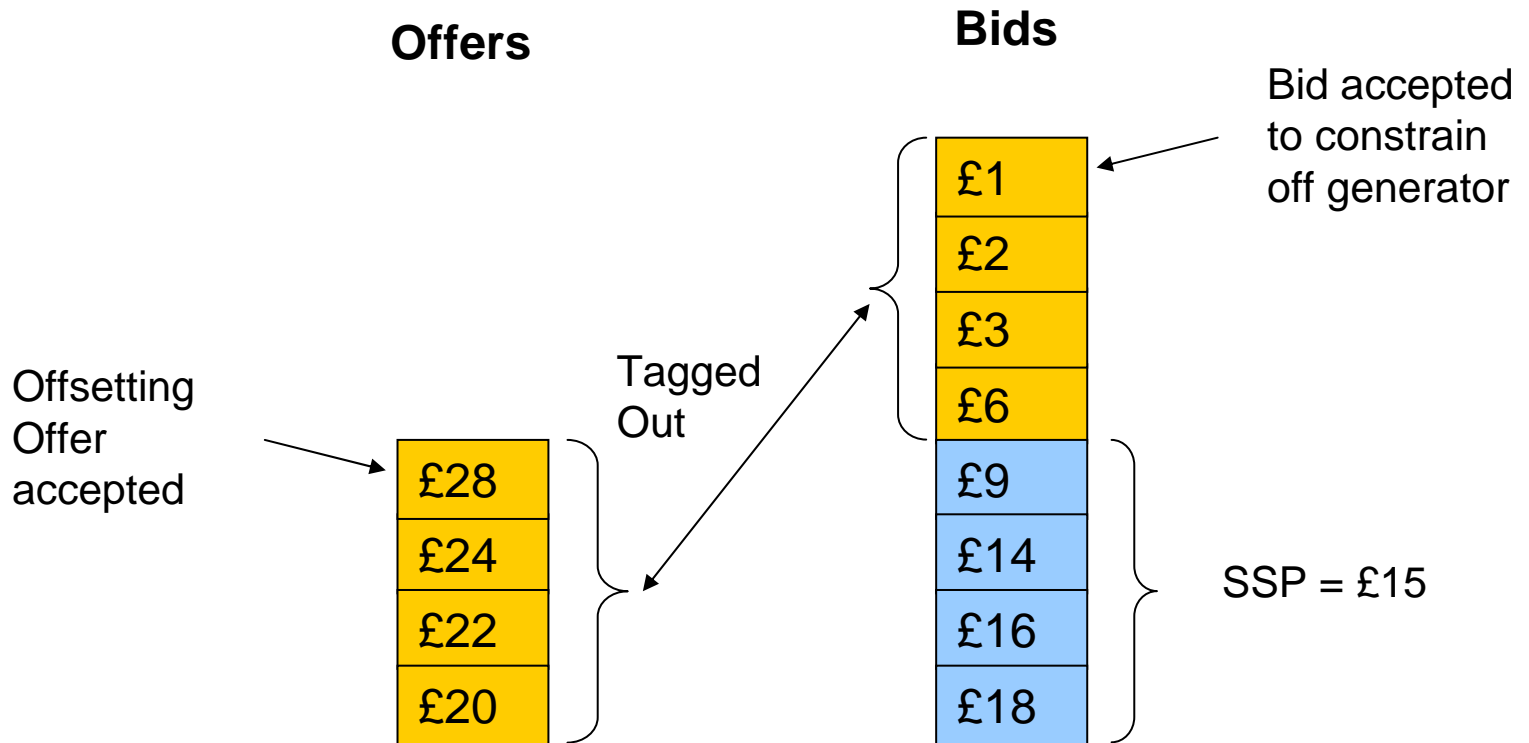 Offers
Bids
Bid accepted
to constrain
off generator
£1
£2
£3
£6
Tagged
Out
Offsetting
Offer
accepted
£28
£24
£22
£20
£9
£14
£16
£18
SSP = £15